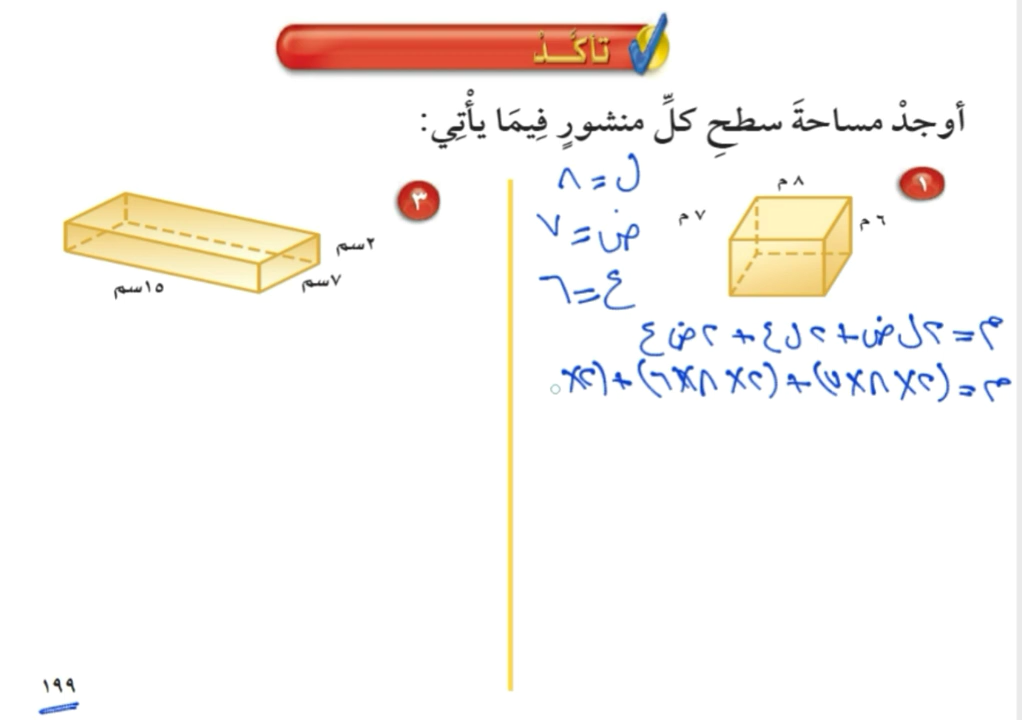 تأكَّدْ
أوجدْ مساحةَ سطحِ كلِّ منشورٍ فِيمَا يأْتِي:
١
٨ م
٧ م
٦ م
ل = ٨
ض = ٧
ع = ٦
م = ٢ل ض + ٢ل ع + ٢ض ع
م = (٢×٨×٧) + (٢×٨×٦) + (٢×
٣
٢سم
٧سم
١٥سم
١٩٩